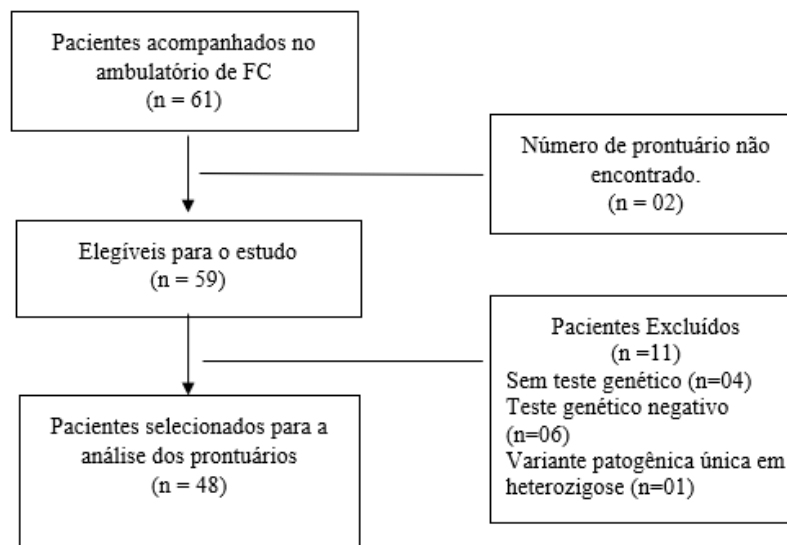 Pacientes acompanhados no
ambulatório de FC
(n = 61)
Número de prontuário não
encontrado.
(n = 02)
Elegíveis para o estudo
(n = 59)
Pacientes Excluídos
(n =11)
Sem teste genético (n=04)
Teste genético negativo
(n=06)
Variante patogênica única em
heterozigose (n=01)
Pacientes selecionados para a
análise dos prontuários
(n = 48)